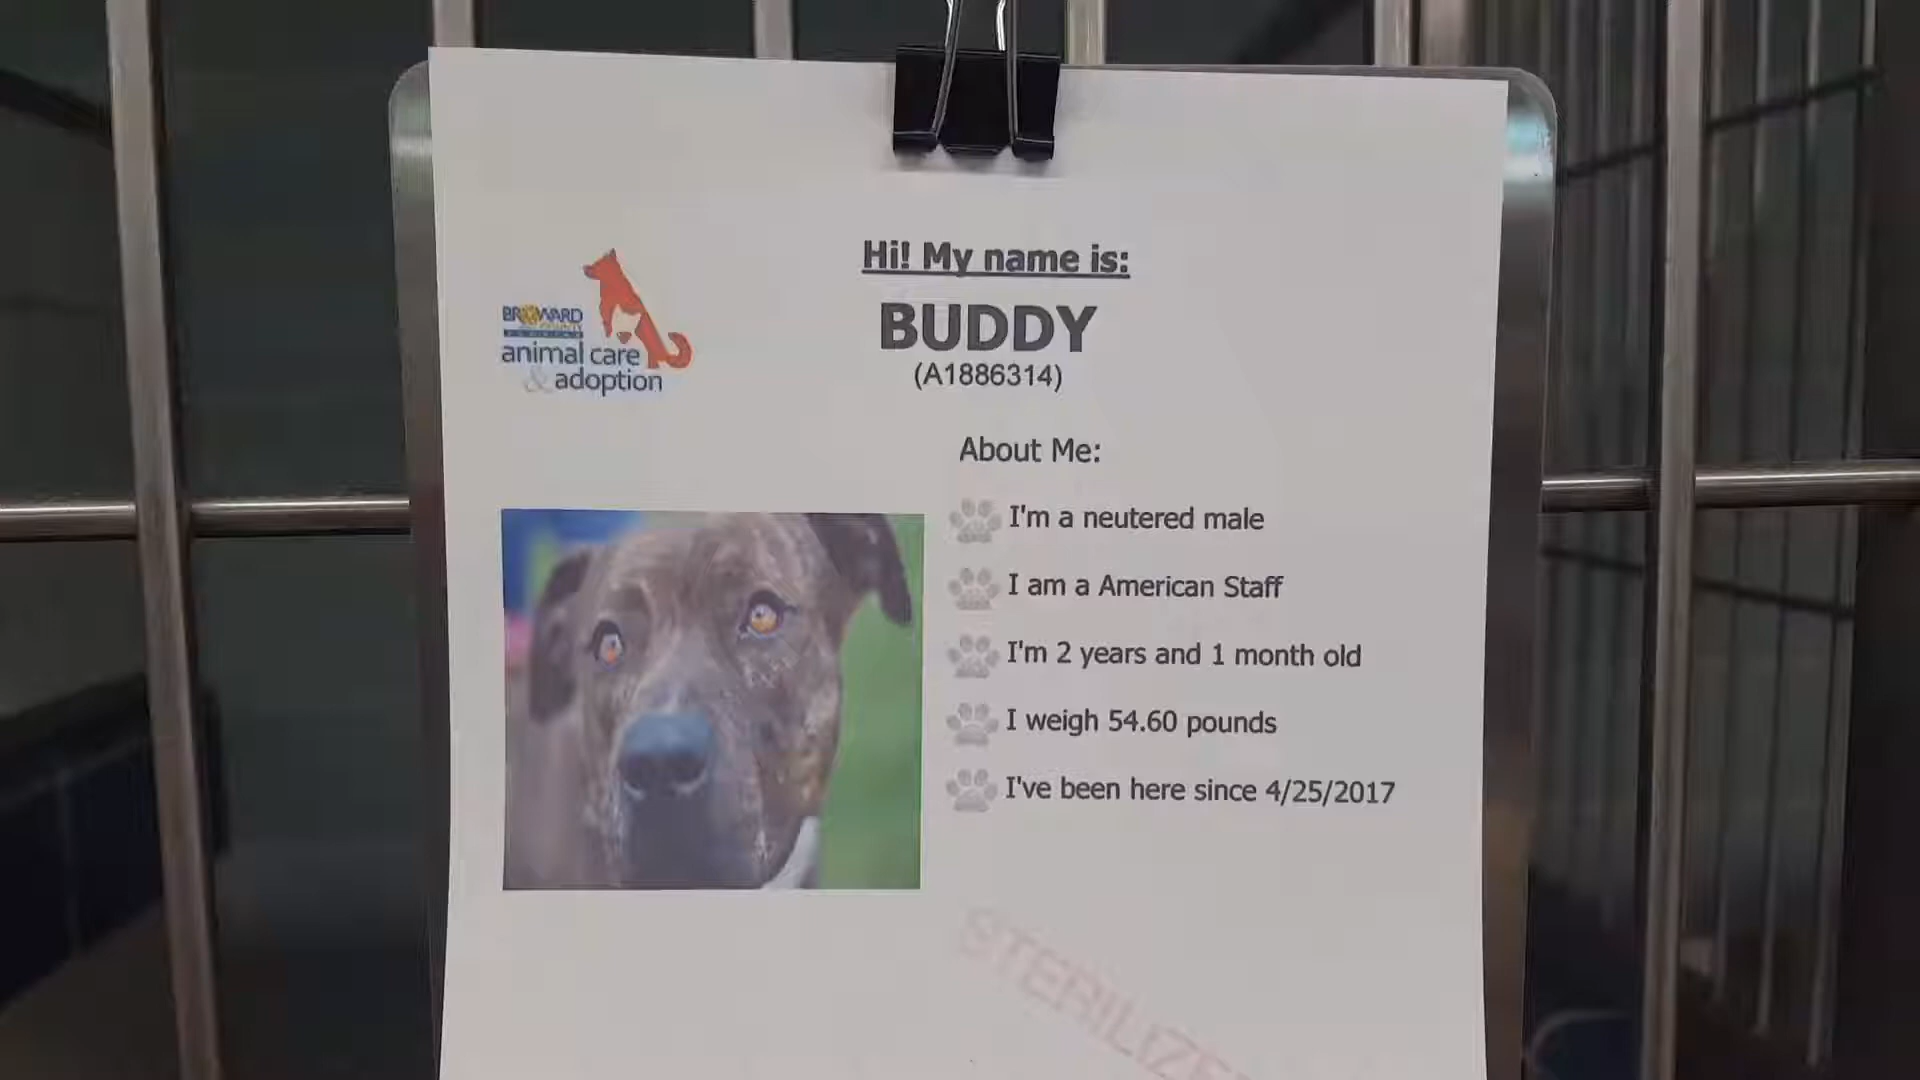 Hi! My name is:
BUDDY
(A1886314)
BROWARD
COUNTY
FLORIDA
animal care
& adoption
About Me:
I'm a neutered male
I am a American Staff
I'm 2 years and 1 month old
I weigh 54.60 pounds
I've been here since 4/25/2017
STERILIZE